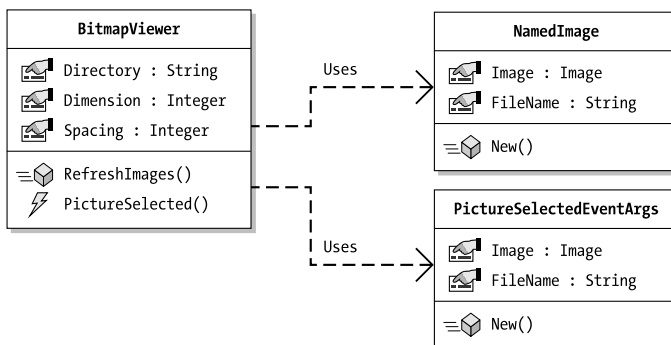 BitmapViewer
Directory : String
Dimension : Integer
Spacing : Integer
RefreshImages()
PictureSelected()
Uses
Uses
NamedImage
Image : Image
FileName : String
New()
PictureSelectedEventArgs
Image : Image
FileName : String
New()